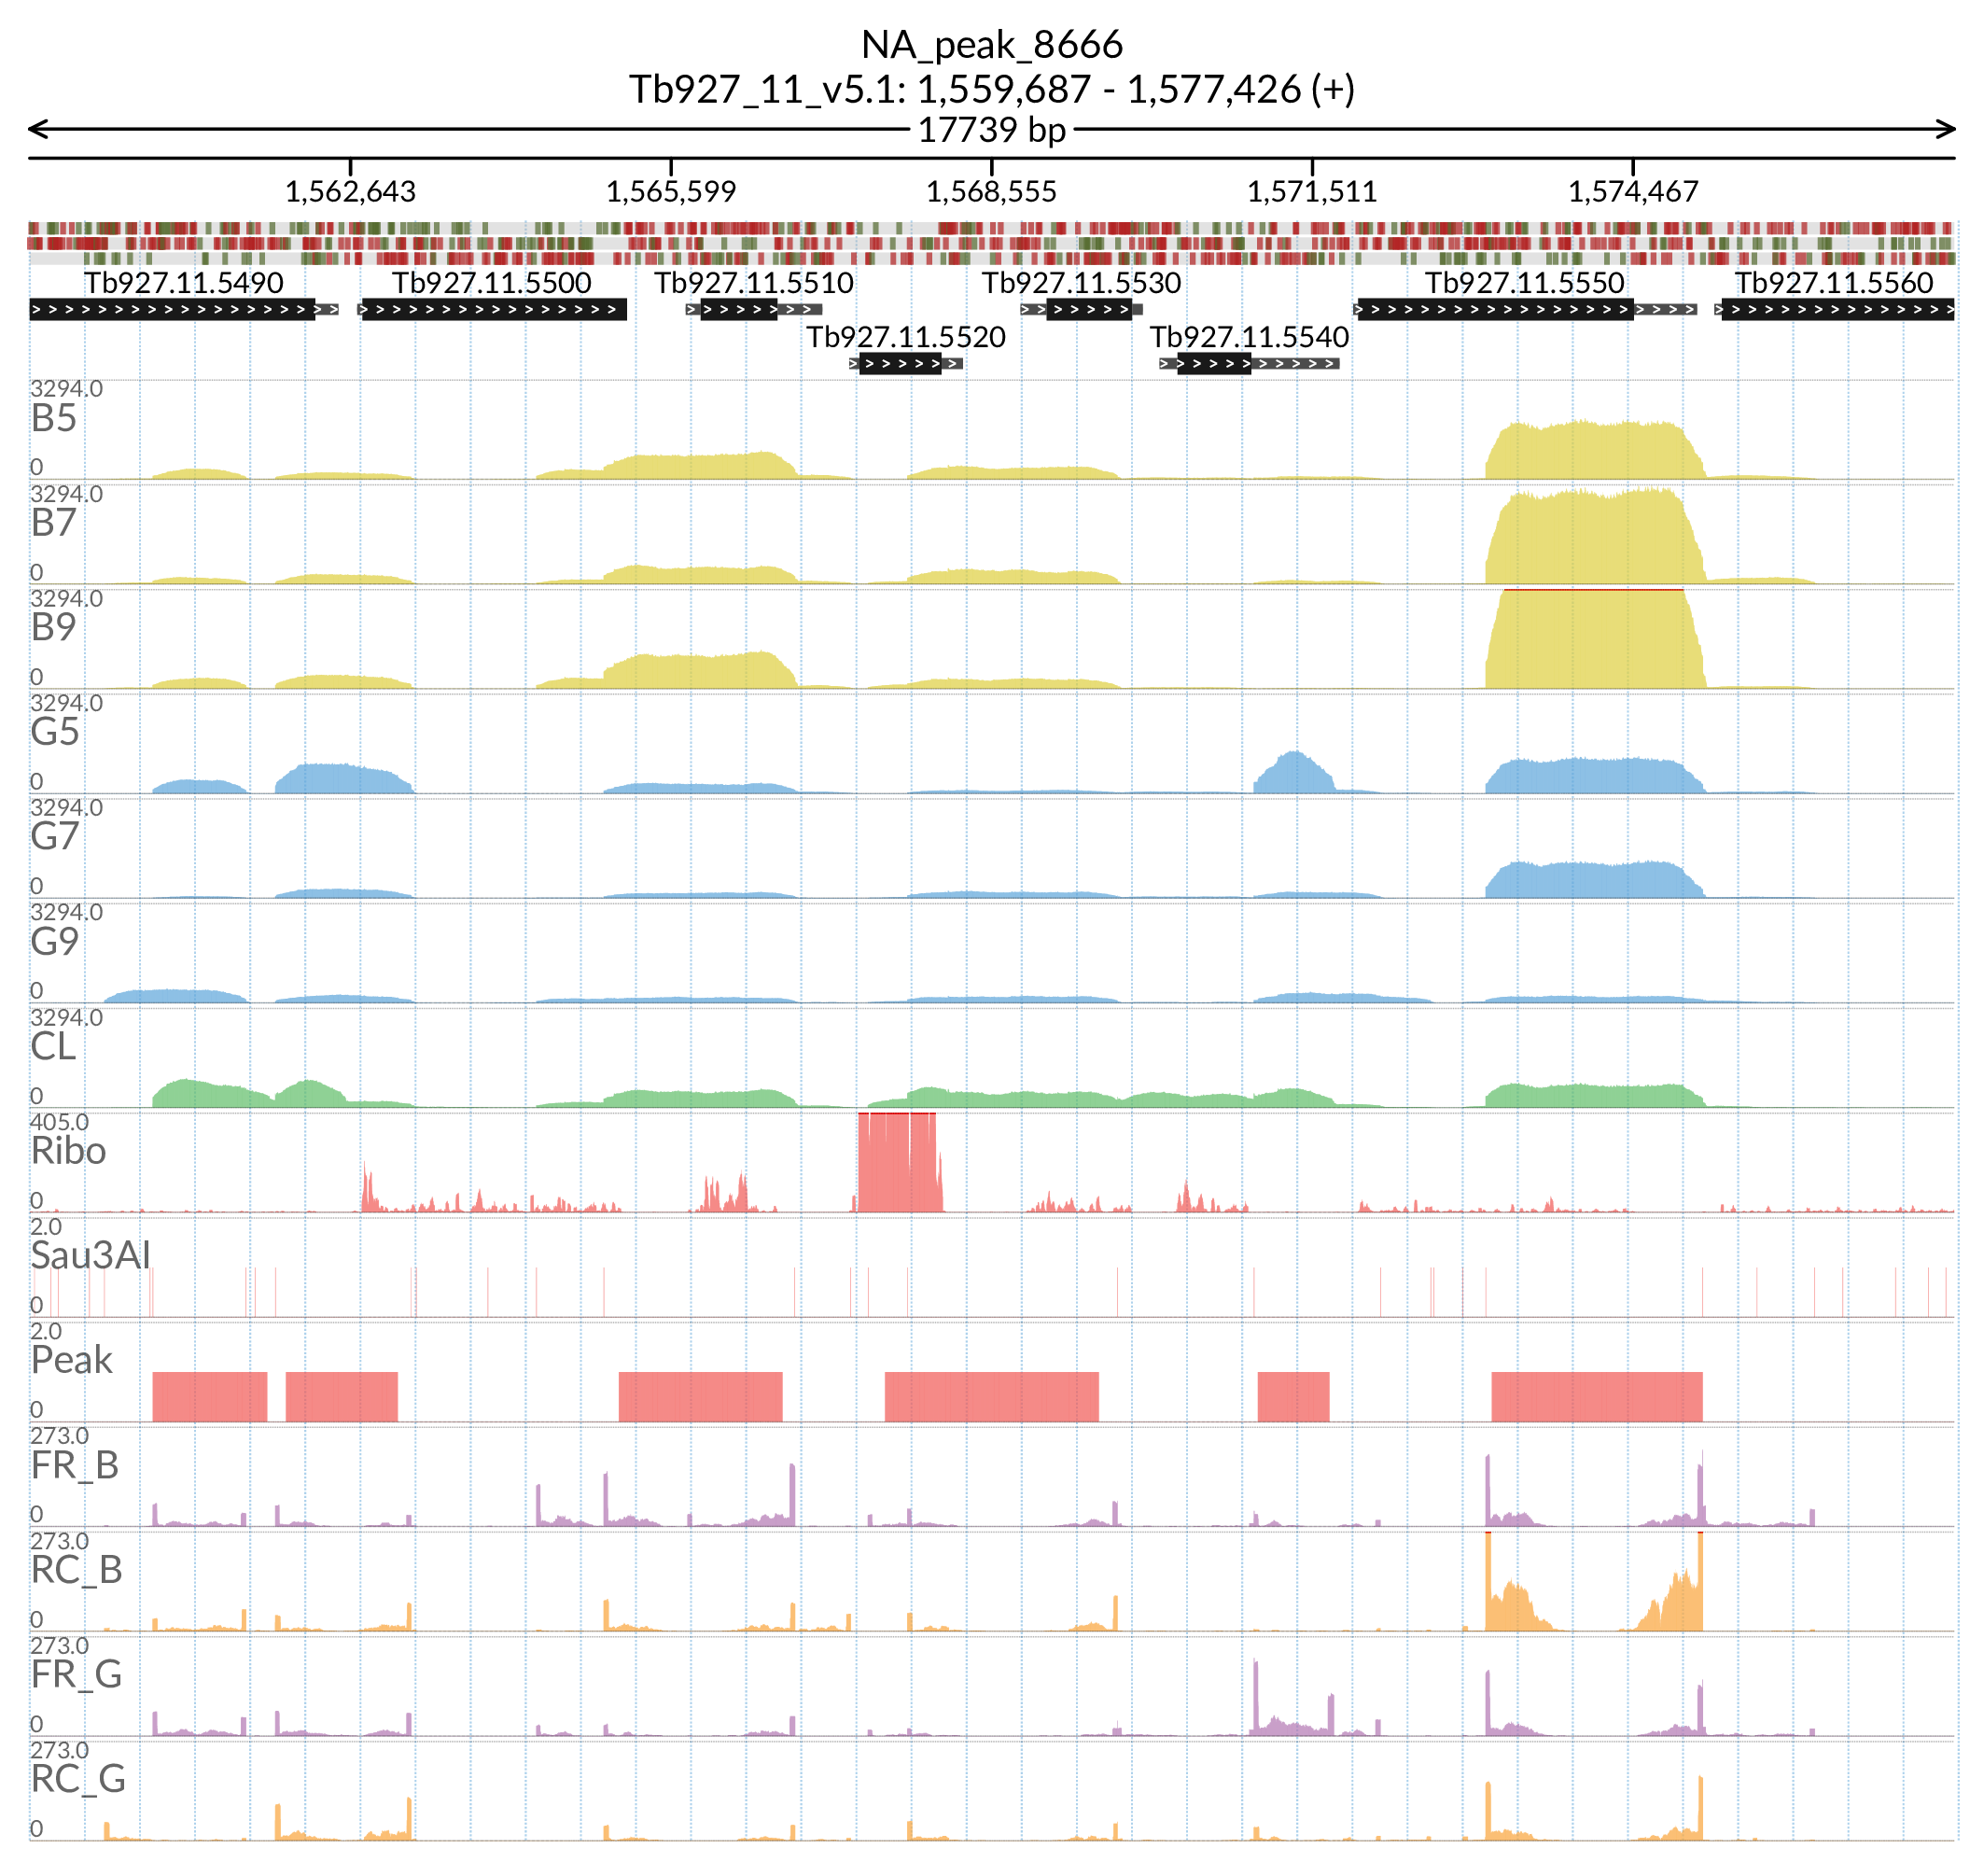 NA_peak_8666
Tb927_11_v5.1: 1,559,687 - 1,577,426 (+)
17739 bp
1,562,643 1,565,599 1,568,555 1,571,511 1,574,467
Tb927.11.5490 Tb927.11.5500 Tb927.11.5510 Tb927.11.5530 Tb927.11.5550 Tb927.11.5560
Tb927.11.5520 Tb927.11.5540
3294.0
B5
0
3294.0
B7
0
3294.0
B9
0
3294.0
G5
0
3294.0
G7
0
3294.0
G9
0
3294.0
CL
0
405.0
Ribo
0
2.0
Sau3AI
0
2.0
Peak
0
273.0
FR_B
0
273.0
RC_B
0
273.0
FR_G
0
273.0
RC_G
0